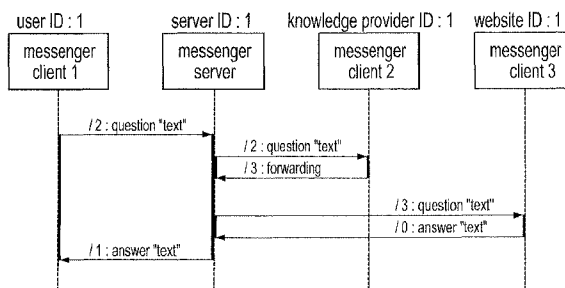 user ID : 1
server ID : 1
knowledge provider ID : 1
website ID : 1
messenger
client 1
messenger
server
messenger
client 2
messenger
client 3
/ 2 : question "text"
/ 2 : question "text"
/ 3 : forwarding
/ 3 : question "text"
/ 0 : answer "text"
/ 1 : answer "text"